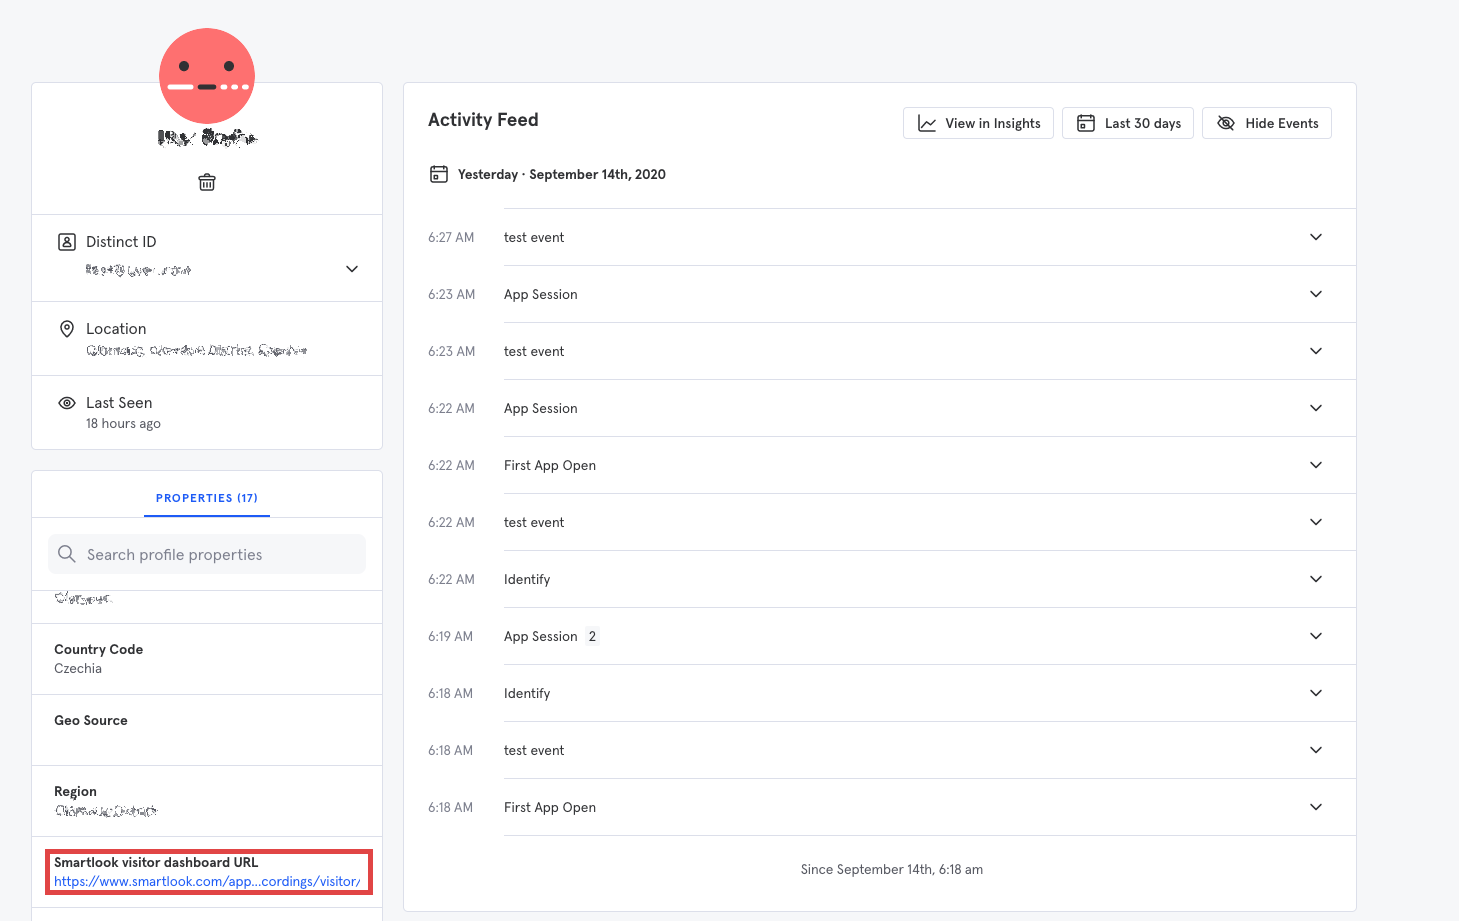 Distinct ID
Location
Last Seen
18 hours ago
PROPERTIES (17)
Search profile properties
Country Code
Czechia
Geo Source
Region
Smartlook visitor dashboard URL
https://www.smartlook.com/app...cordings/visitor/
Activity Feed
View in Insights
Last 30 days
Hide Events
Yesterday · September 14th, 2020
6:27 AM test event
6:23 AM App Session
6:23 AM test event
6:22 AM App Session
6:22 AM First App Open
6:22 AM test event
6:22 AM Identify
6:19 AM App Session 2
6:18 AM Identify
6:18 AM test event
6:18 AM First App Open
Since September 14th, 6:18 am